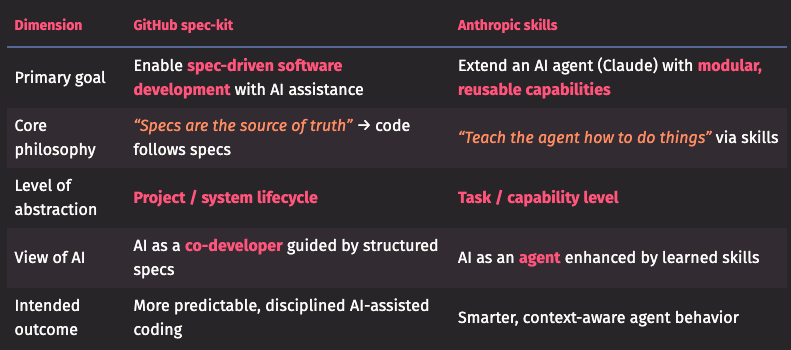 Dimension GitHub spec-kit Anthropic skills
Primary goal
Enable spec-driven software
development with AI assistance
Extend an AI agent (Claude) with modular,
reusable capabilities
Core
philosophy
“Specs are the source of truth” → code
follows specs
“Teach the agent how to do things” via skills
Level of
abstraction
Project / system lifecycle
Task / capability level
View of AI
AI as a co-developer guided by structured
specs
AI as an agent enhanced by learned skills
Intended
outcome
More predictable, disciplined AI-assisted
coding
Smarter, context-aware agent behavior